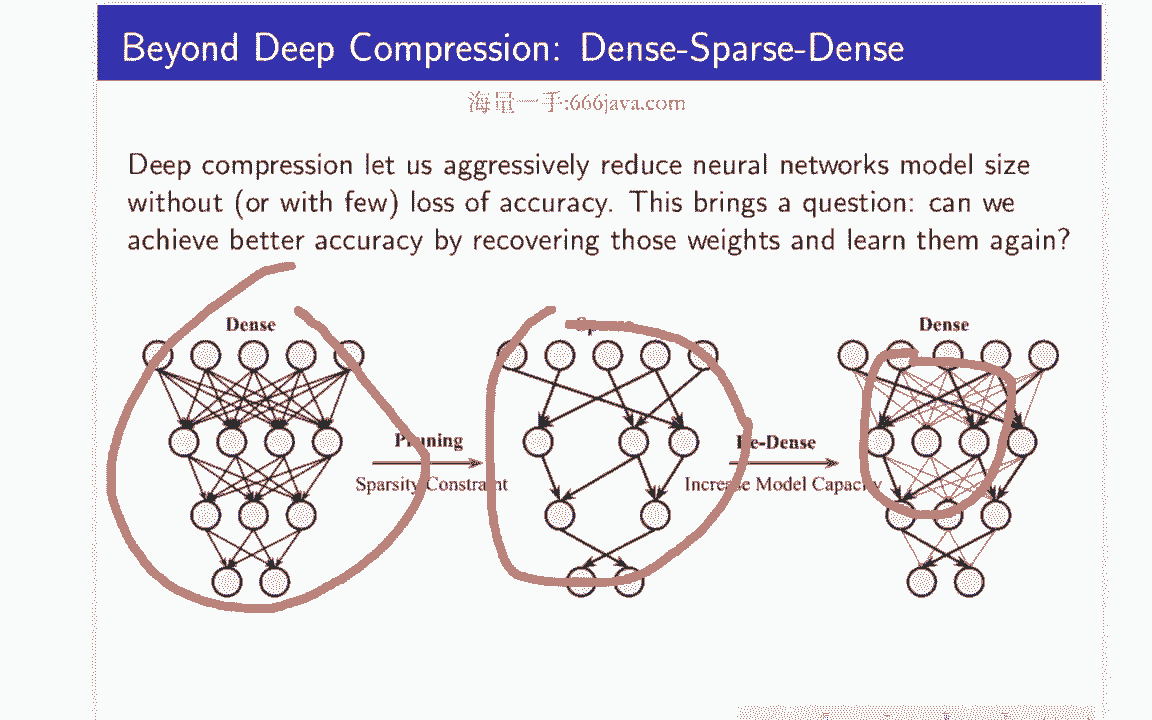 Beyond Deep Compression: Dense-Sparse-Dense
海量一手:666java.com
Deep compression let us aggressively reduce neural networks model size
without (or with few) loss of accuracy. This brings a question: can we
achieve better accuracy by recovering those weights and learn them again?
Dense
Sparse
Dense
Pruning
Sparsity Constraint
Re-Dense
Increase Model Capacity